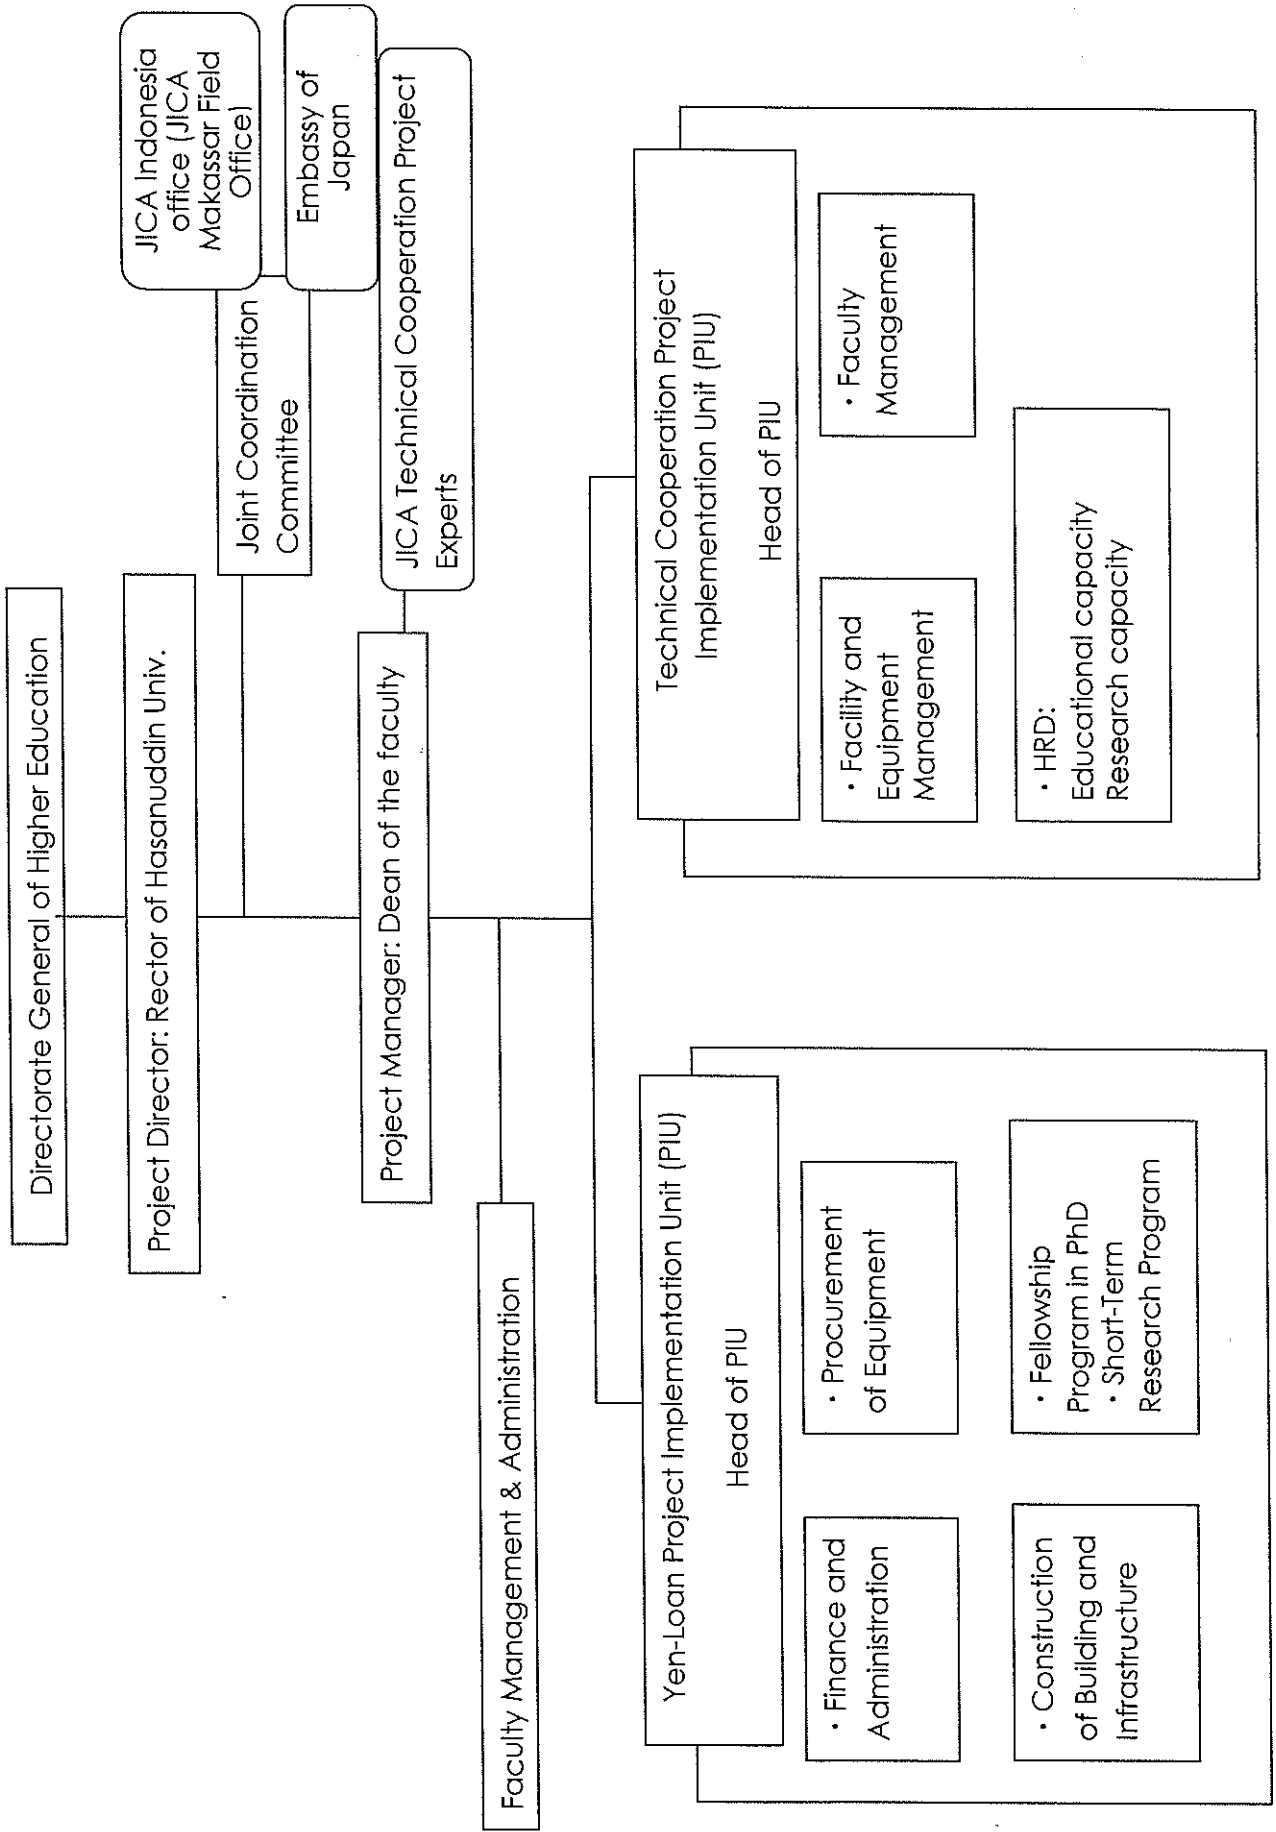 Directorate General of Higher Education
Project Director: Rector of Hasanuddin Univ.
JICA Indonesia
office (JICA
Makassar Field
Office)
Joint Coordination
Committee
Embassy of
Japan
Project Manager: Dean of the faculty
JICA Technical Cooperation Project
Experts
Faculty Management & Administration
Yen-Loan Project Implementation Unit (PIU)
Head of PIU
• Finance and
Administration
• Procurement
of Equipment
• Construction
of Building and
Infrastructure
• Fellowship
Program in PhD
• Short-Term
Research Program
Technical Cooperation Project
Implementation Unit (PIU)
Head of PIU
• Facility and
Equipment
Management
• Faculty
Management
• HRD:
Educational capacity
Research capacity